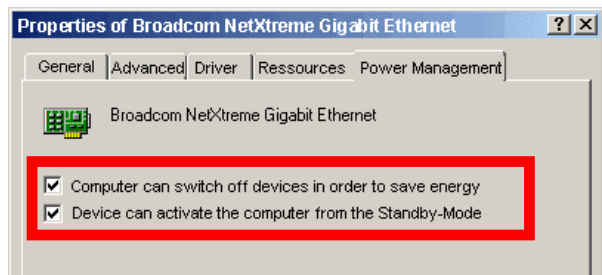 Properties of Broadcom NetXtreme Gigabit Ethernet
General Advanced Driver Ressources Power Management
Broadcom NetXtreme Gigabit Ethernet
Computer can switch off devices in order to save energy
Device can activate the computer from the Standby-Mode